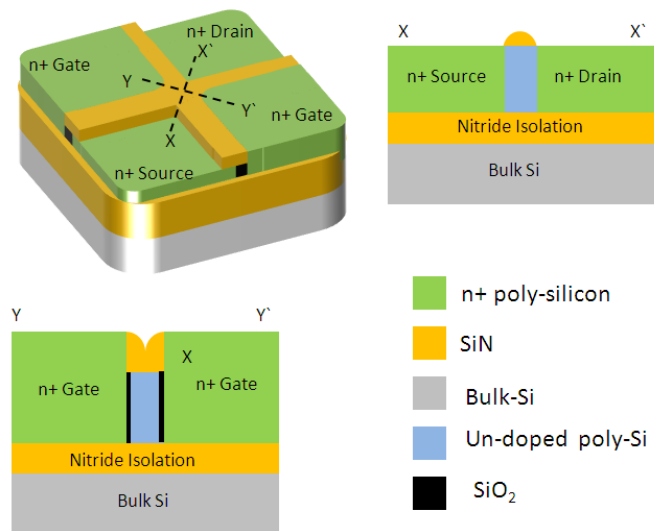 n+ Drain
n+ Gate
X`
Y
Y`
n+ Gate
X
n+ Source
X
X`
n+ Source
n+ Drain
Nitride Isolation
Bulk Si
Y
Y`
X
n+ Gate
n+ Gate
Nitride Isolation
Bulk Si
n+ poly-silicon
SiN
Bulk-Si
Un-doped poly-Si
SiO₂